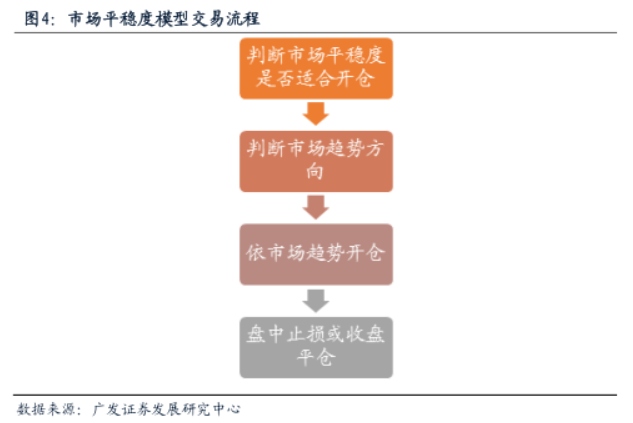 图4：市场平稳度模型交易流程
判断市场平稳度
是否适合开仓
判断市场趋势方
向
依市场趋势开仓
盘中止损或收盘
平仓
数据来源：广发证券发展研究中心